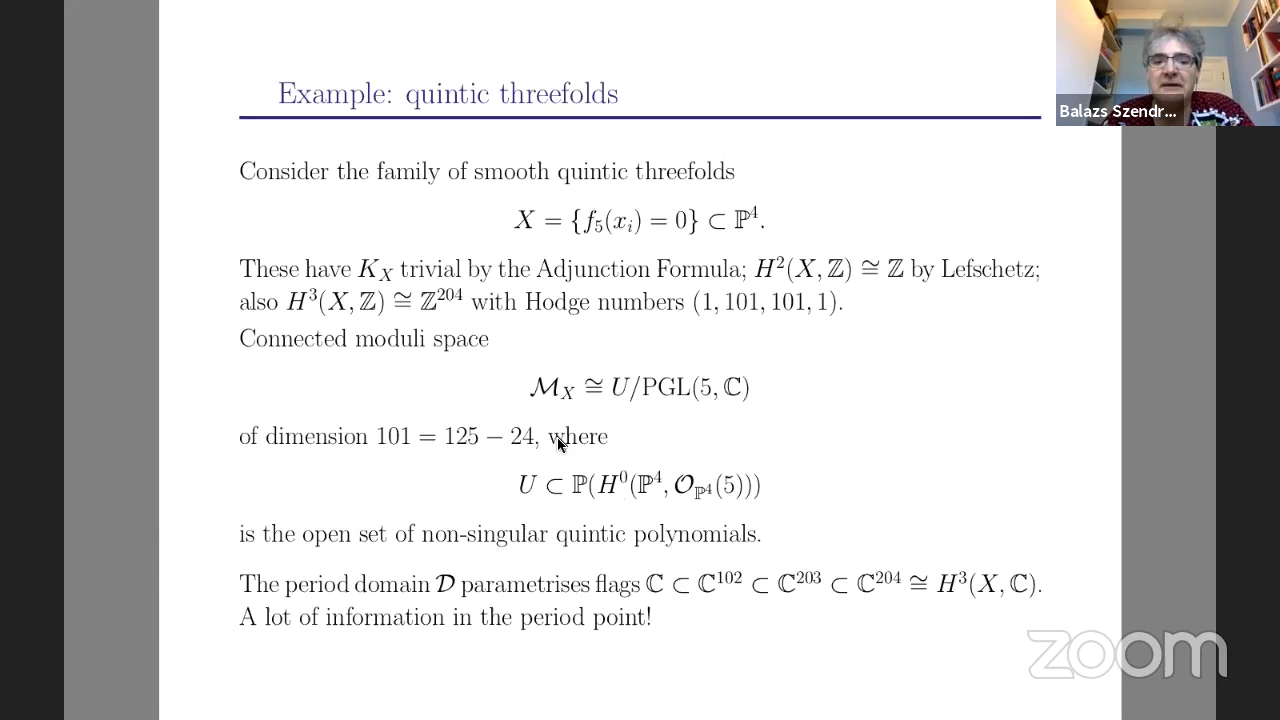 Example: quintic threefolds
Balazs Szendr...
Consider the family of smooth quintic threefolds
X = {f₅(xᵢ) = 0} ⊂ ℙ⁴.
These have K_X trivial by the Adjunction Formula; H²(X, ℤ) ≅ ℤ by Lefschetz;
also H³(X, ℤ) ≅ ℤ²⁰⁴ with Hodge numbers (1, 101, 101, 1).
Connected moduli space
ℳ_X ≅ U/PGL(5, ℂ)
of dimension 101 = 125 − 24, where
U ⊂ ℙ(H⁰(ℙ⁴, 𝒪_ℙ⁴(5)))
is the open set of non-singular quintic polynomials.
The period domain 𝒟 parametrises flags ℂ ⊂ ℂ¹⁰² ⊂ ℂ²⁰³ ⊂ ℂ²⁰⁴ ≅ H³(X, ℂ).
A lot of information in the period point!
zoom